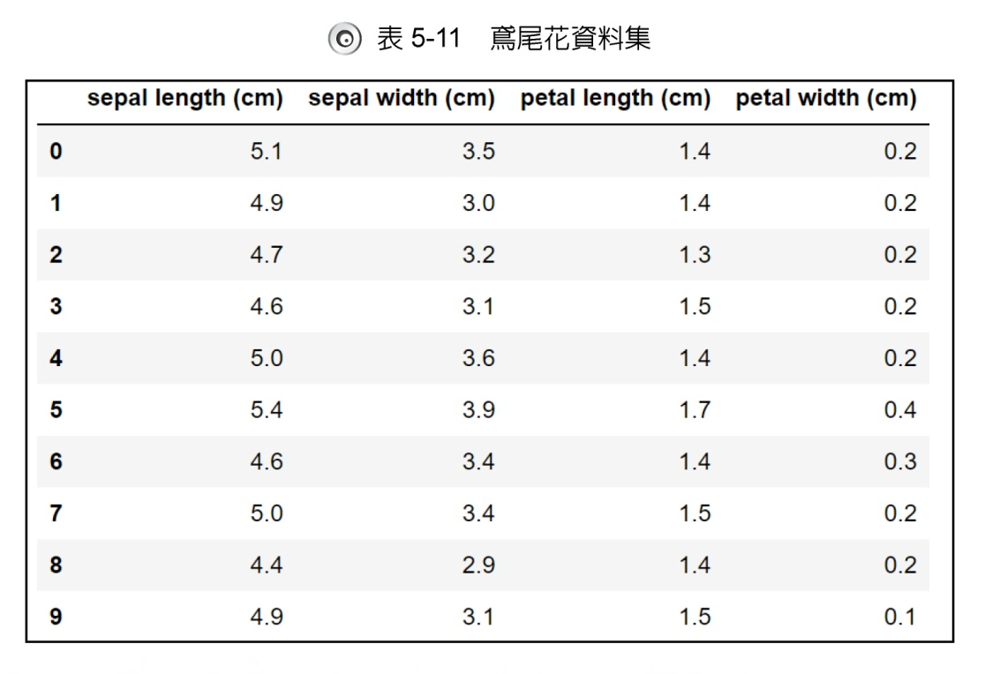 表 5-11 鳶尾花資料集
sepal length (cm) sepal width (cm) petal length (cm) petal width (cm)
0 5.1 3.5 1.4 0.2
1 4.9 3.0 1.4 0.2
2 4.7 3.2 1.3 0.2
3 4.6 3.1 1.5 0.2
4 5.0 3.6 1.4 0.2
5 5.4 3.9 1.7 0.4
6 4.6 3.4 1.4 0.3
7 5.0 3.4 1.5 0.2
8 4.4 2.9 1.4 0.2
9 4.9 3.1 1.5 0.1